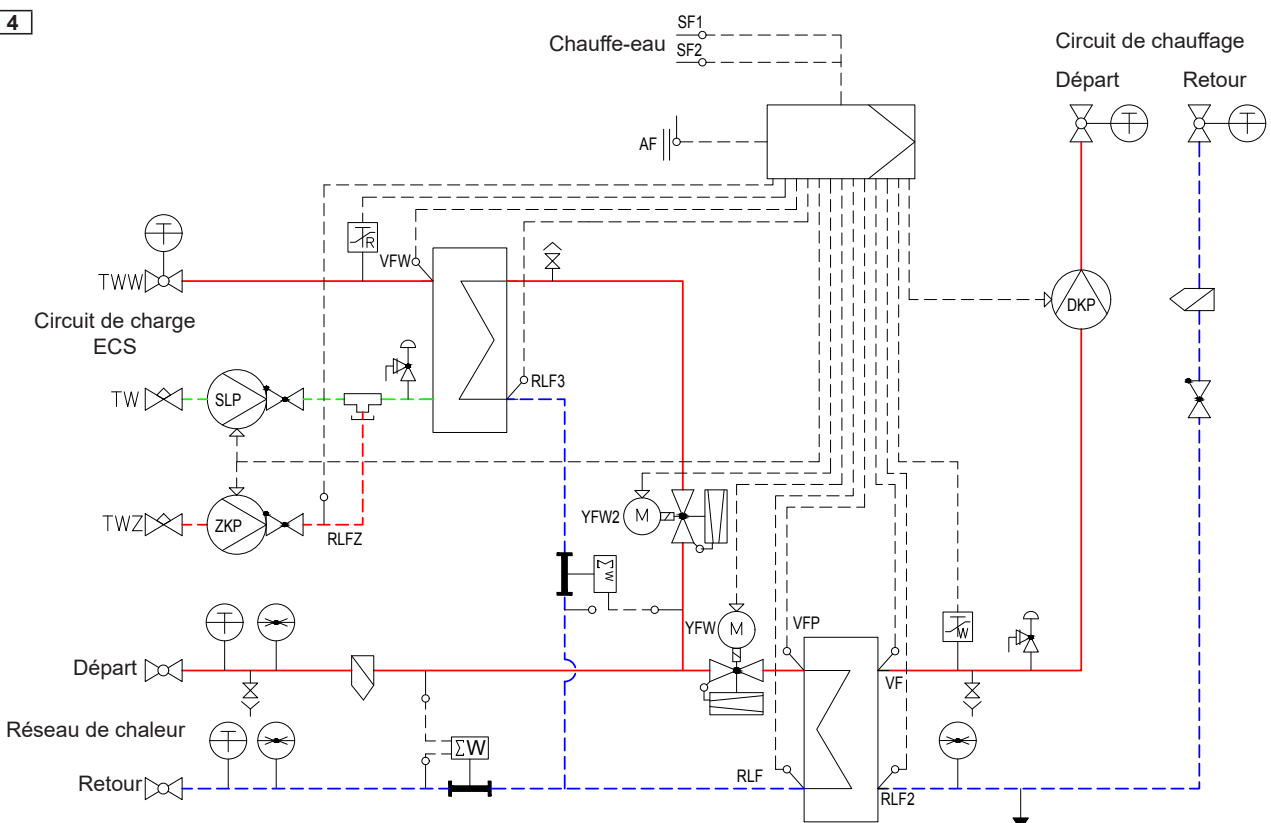 4
SF1
Chauffe-eau
SF2
Circuit de chauffage
Départ
Retour
T
T
AF
T
R
VFW
TWW
Circuit de charge
ECS
DKP
RLF3
TW
SLP
YFW2
M
TWZ
ZKP
RLFZ
ΣW
YFW
M
VFP
W
T
Départ
VF
Réseau de chaleur
T
ΣW
Retour
RLF
RLF2